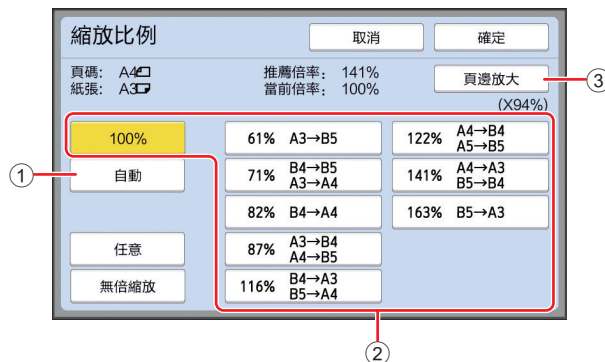 縮放比例
取消
確定
頁碼： A4
紙張： A3
推薦倍率： 141%
當前倍率： 100%
頁邊放大
(X94%)
100%
自動
任意
無倍縮放
61% A3→B5
71% B4→B5
A3→A4
82% B4→A4
87% A3→B4
A4→B5
116% B4→A3
B5→A4
122% A4→B4
A5→B5
141% A4→A3
B5→B4
163% B5→A3
1
2
3